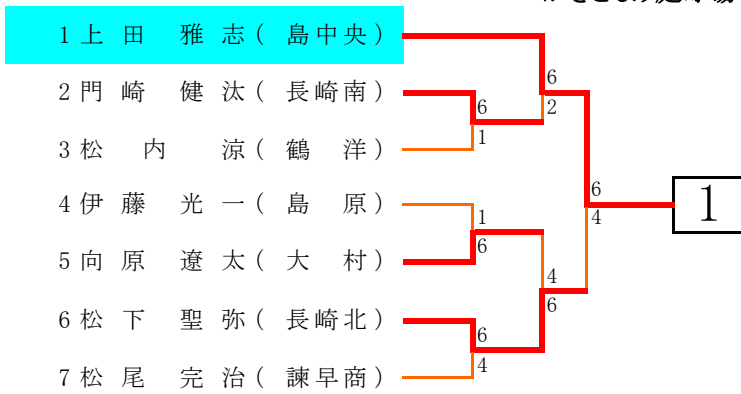 1 上田 雅志(島中央)
2 門崎 健汰(長崎南)
3 松内 涼(鶴洋)
4 伊藤 光一(島原)
5 向原 遼太(大村)
6 松下 聖弥(長崎北)
7 松尾 完治(諫早商)
6
2
6
1
6
4
1
1
6
4
6
6
4